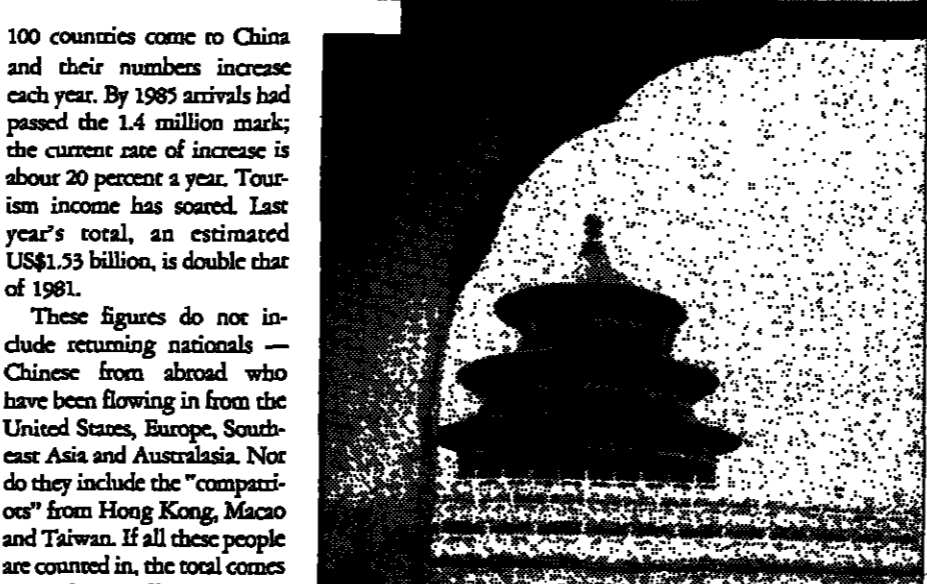 100 countries come to China
and their numbers increase
each year. By 1985 arrivals had
passed the 1.4 million mark;
the current rate of increase is
about 20 percent a year. Tour-
ism income has soared. Last
year's total, an estimated
US$1.53 billion, is double that
of 1981.
These figures do not in-
clude returning nationals —
Chinese from abroad who
have been flowing in from the
United States, Europe, South-
east Asia and Australasia. Nor
do they include the "compatri-
ots" from Hong Kong, Macao
and Taiwan. If all these people
are counted in, the total comes